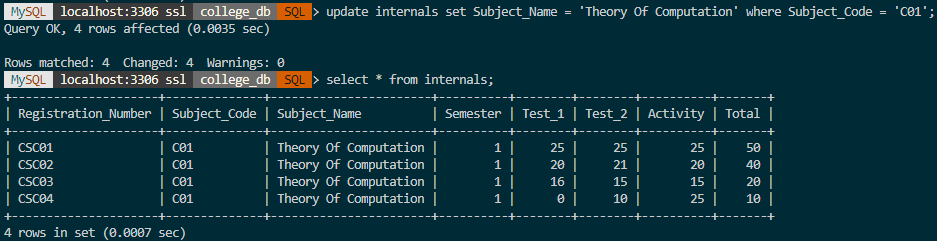 MySQL localhost:3306 ssl college_db SQL > update internals set Subject_Name = 'Theory Of Computation' where Subject_Code = 'C01';
Query OK, 4 rows affected (0.0035 sec)
Rows matched: 4  Changed: 4  Warnings: 0
MySQL localhost:3306 ssl college_db SQL > select * from internals;
+---------------------+--------------+-----------------------+----------+--------+--------+----------+-------+
| Registration_Number | Subject_Code | Subject_Name          | Semester | Test_1 | Test_2 | Activity | Total |
+---------------------+--------------+-----------------------+----------+--------+--------+----------+-------+
| CSC01               | C01          | Theory Of Computation |        1 |     25 |     25 |       25 |    50 |
| CSC02               | C01          | Theory Of Computation |        1 |     20 |     21 |       20 |    40 |
| CSC03               | C01          | Theory Of Computation |        1 |     16 |     15 |       15 |    20 |
| CSC04               | C01          | Theory Of Computation |        1 |      0 |     10 |       25 |    10 |
+---------------------+--------------+-----------------------+----------+--------+--------+----------+-------+
4 rows in set (0.0007 sec)